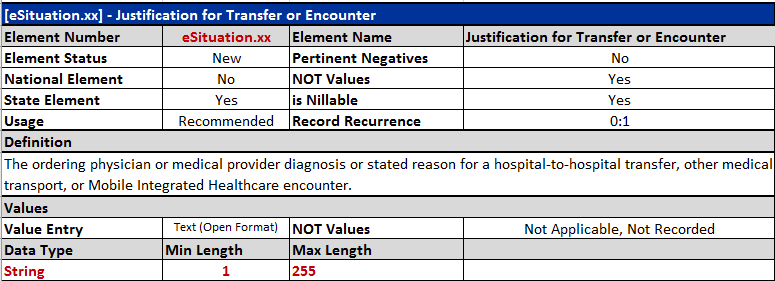 [eSituation.xx] - Justification for Transfer or Encounter
Element Number eSituation.xx Element Name Justification for Transfer or Encounter
Element Status New Pertinent Negatives No
National Element No NOT Values Yes
State Element Yes is Nillable Yes
Usage Recommended Record Recurrence 0:1
Definition
The ordering physician or medical provider diagnosis or stated reason for a hospital-to-hospital transfer, other medical
transport, or Mobile Integrated Healthcare encounter.
Values
Value Entry Text (Open Format) NOT Values Not Applicable, Not Recorded
Data Type Min Length Max Length
String 1 255